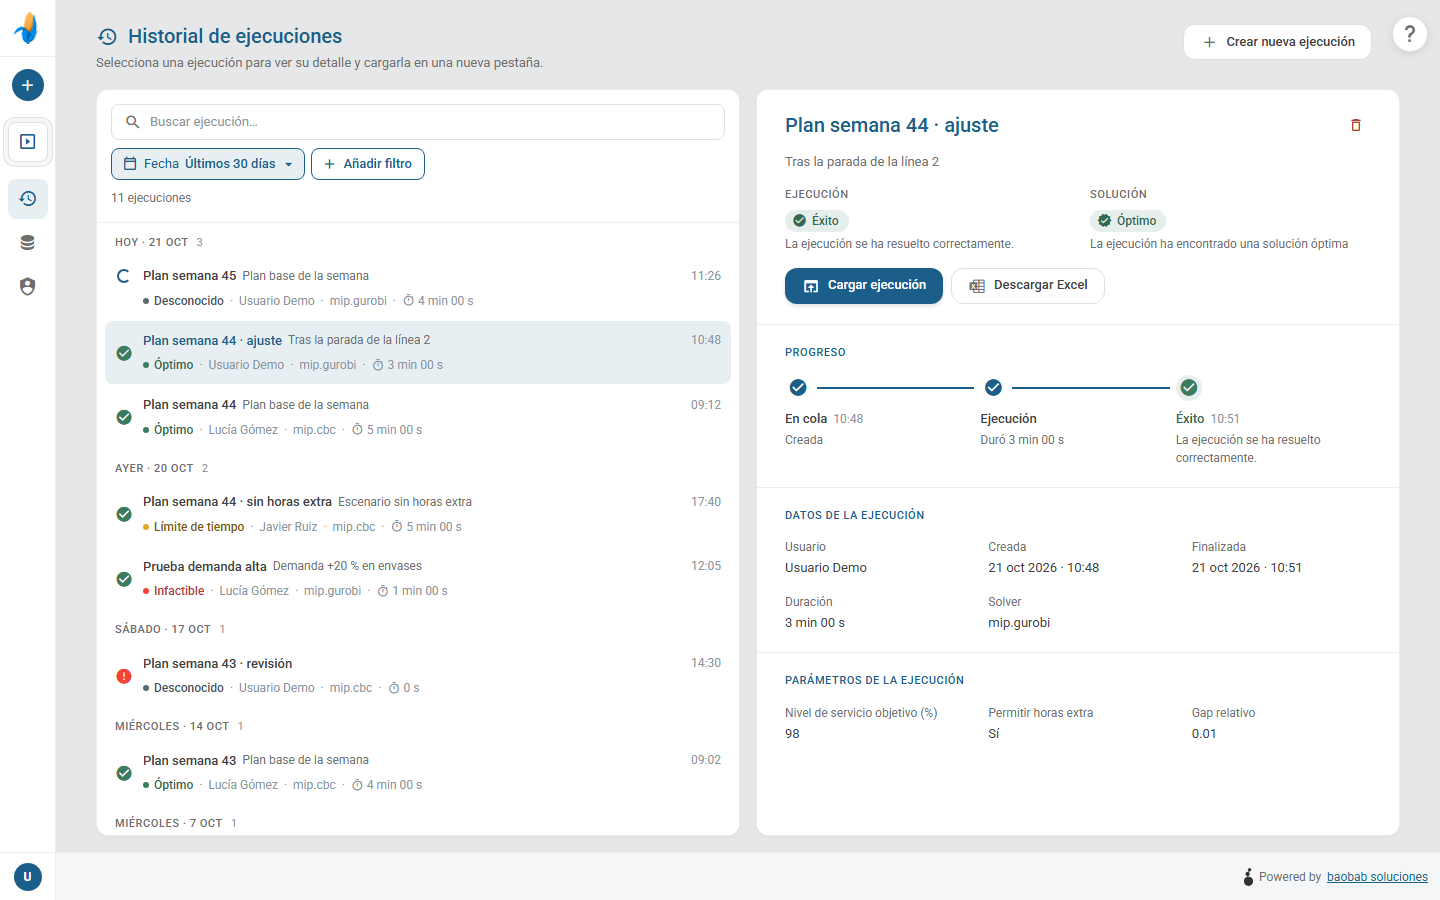 Historial de ejecuciones
Selecciona una ejecución para ver su detalle y cargarla en una nueva pestaña.
Crear nueva ejecución
?
Buscar ejecución...
Fecha Últimos 30 días
Añadir filtro
11 ejecuciones
HOY · 21 OCT 3
Plan semana 45 Plan base de la semana 11:26
Desconocido · Usuario Demo · mip.gurobi · 4 min 00 s
Plan semana 44 · ajuste Tras la parada de la línea 2 10:48
Óptimo · Usuario Demo · mip.gurobi · 3 min 00 s
Plan semana 44 Plan base de la semana 09:12
Óptimo · Lucía Gómez · mip.cbc · 5 min 00 s
AYER · 20 OCT 2
Plan semana 44 · sin horas extra Escenario sin horas extra 17:40
Límite de tiempo · Javier Ruiz · mip.cbc · 5 min 00 s
Prueba demanda alta Demanda +20 % en envases 12:05
Infactible · Lucía Gómez · mip.gurobi · 1 min 00 s
SÁBADO · 17 OCT 1
Plan semana 43 · revisión 14:30
Desconocido · Usuario Demo · mip.cbc · 0 s
MIÉRCOLES · 14 OCT 1
Plan semana 43 Plan base de la semana 09:02
Óptimo · Lucía Gómez · mip.cbc · 4 min 00 s
MIÉRCOLES · 7 OCT 1
Plan semana 44 · ajuste
Tras la parada de la línea 2
EJECUCIÓN SOLUCIÓN
Éxito Óptimo
La ejecución se ha resuelto correctamente. La ejecución ha encontrado una solución óptima
Cargar ejecución Descargar Excel
PROGRESO
En cola 10:48 Ejecución Éxito 10:51
Creada Duró 3 min 00 s La ejecución se ha resuelto
correctamente.
DATOS DE LA EJECUCIÓN
Usuario Creada Finalizada
Usuario Demo 21 oct 2026 · 10:48 21 oct 2026 · 10:51
Duración Solver
3 min 00 s mip.gurobi
PARÁMETROS DE LA EJECUCIÓN
Nivel de servicio objetivo (%) Permitir horas extra Gap relativo
98 Sí 0.01
U
Powered by baobab soluciones